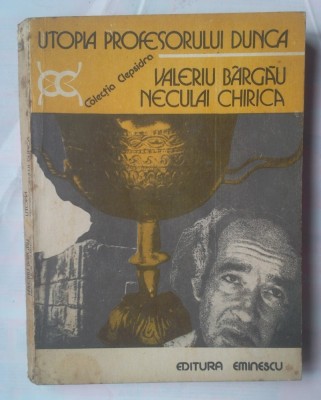 UTOPIA PROFESORULUI DUNCA
Colecția Clepsidra
VALERIU BÂRGĂU
NECULAI CHIRICA
EDITURA EMINESCU